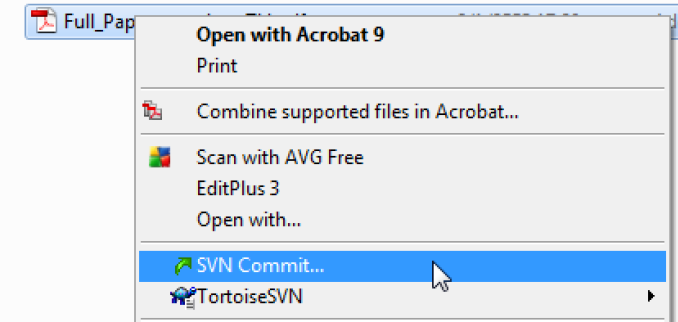 Full_Pap
Open with Acrobat 9
Print
Combine supported files in Acrobat...
Scan with AVG Free
EditPlus 3
Open with...
SVN Commit...
TortoiseSVN